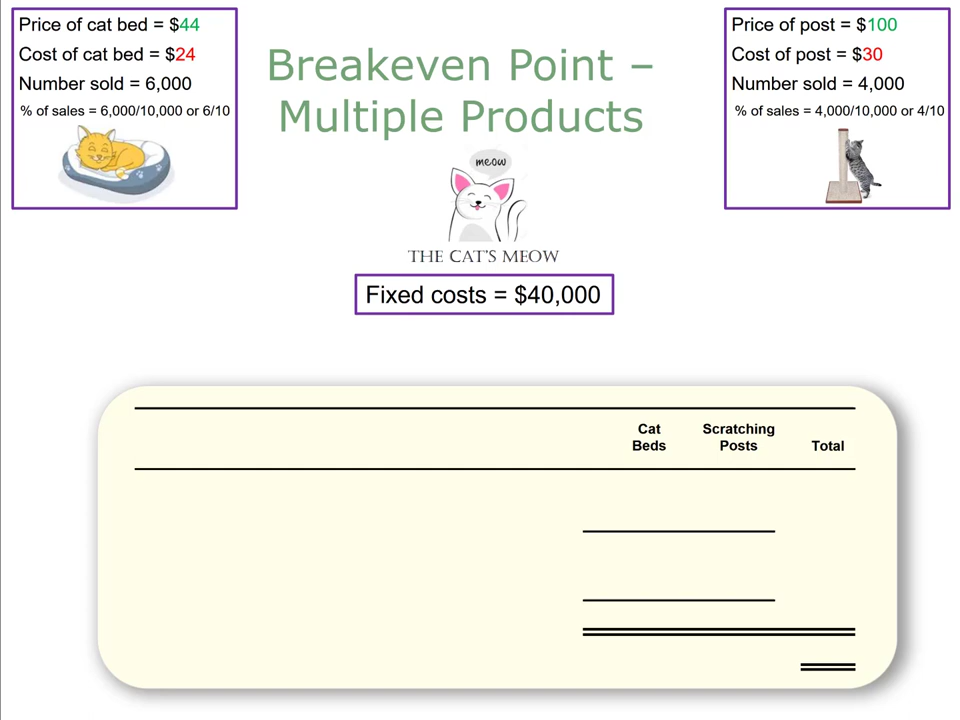 Price of cat bed = $44
Cost of cat bed = $24
Number sold = 6,000
% of sales = 6,000/10,000 or 6/10
Breakeven Point –
Multiple Products
meow
THE CAT'S MEOW
Fixed costs = $40,000
Price of post = $100
Cost of post = $30
Number sold = 4,000
% of sales = 4,000/10,000 or 4/10
Cat Scratching
Beds Posts Total